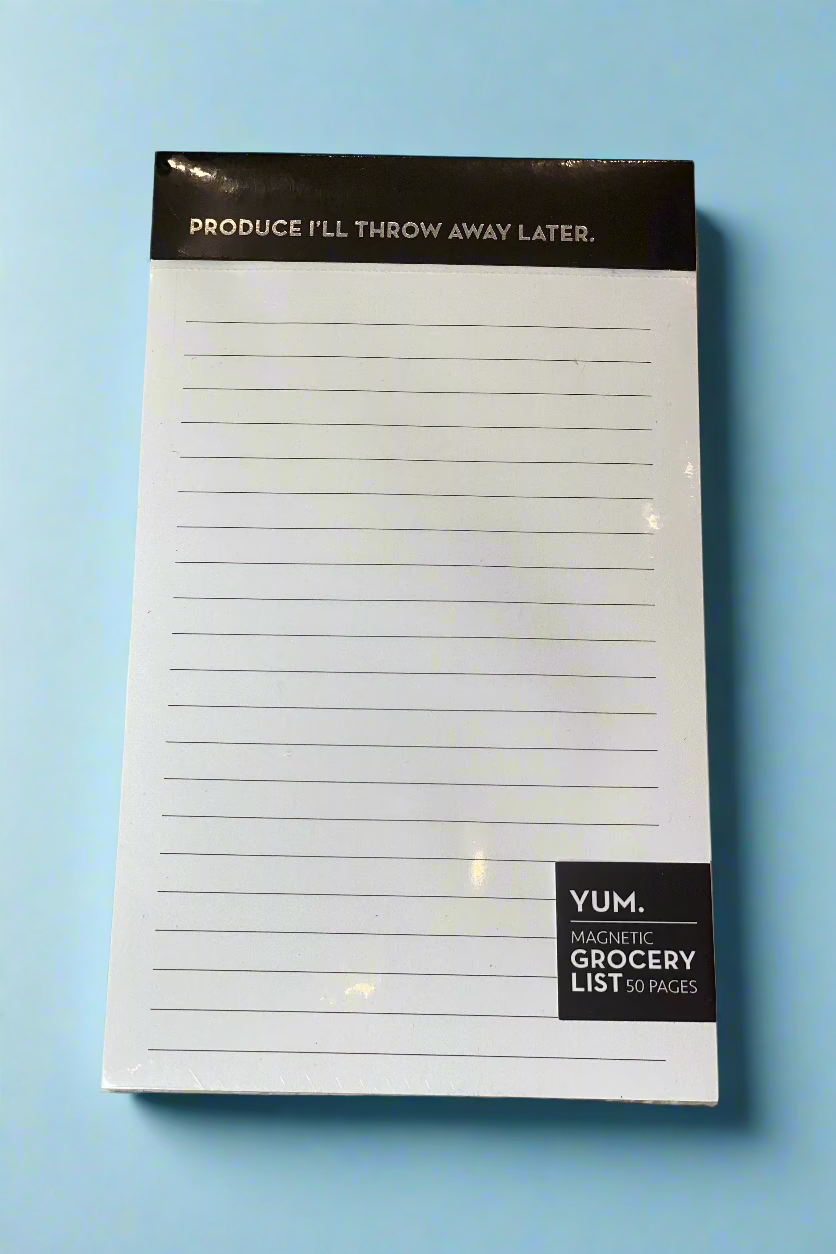 PRODUCE I'LL THROW AWAY LATER.
YUM.
MAGNETIC
GROCERY
LIST 50 PAGES